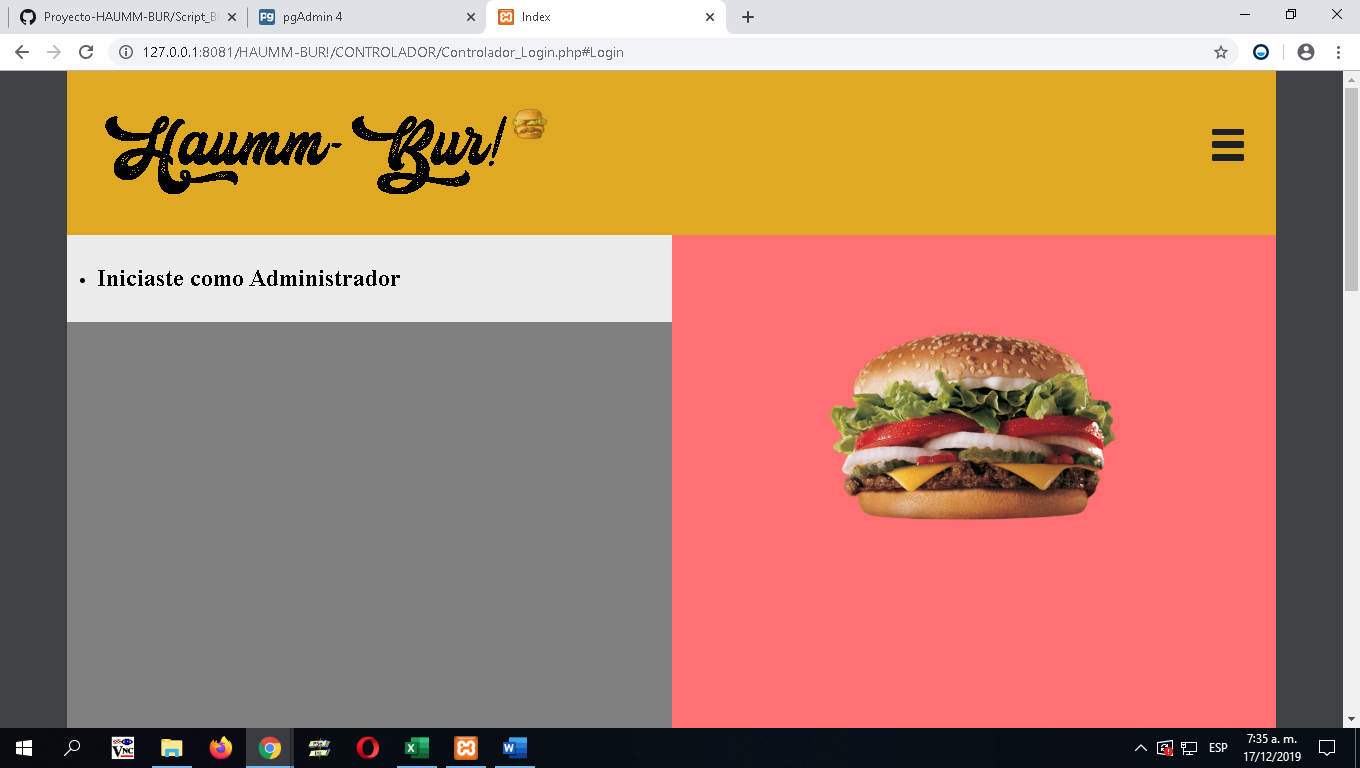 Proyecto-HAUMM-BUR/Script_B
pgAdmin 4
Index
127.0.0.1:8081/HAUMM-BUR!/CONTROLADOR/Controlador_Login.php#Login
Haumm-Bur!
• Iniciaste como Administrador
ESP
7:35 a. m.
17/12/2019